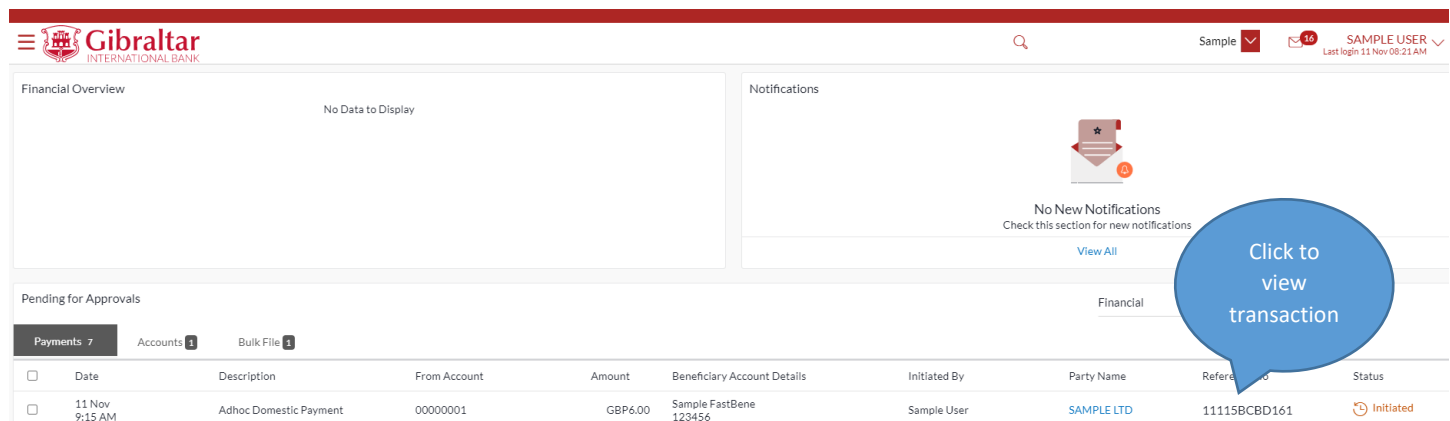 Gibraltar
INTERNATIONAL BANK
Sample
16
SAMPLE USER
Last login 11 Nov 08:21 AM
Financial Overview
No Data to Display
Notifications
No New Notifications
Check this section for new notifications
View All
Click to
view
transaction
Pending for Approvals
Financial
Payments 7 Accounts 1 Bulk File 1
Date Description From Account Amount Beneficiary Account Details Initiated By Party Name Status
11 Nov
9:15 AM
Adhoc Domestic Payment 00000001 GBP6.00
Sample FastBene
123456
Sample User SAMPLE LTD 11115BCBD161 Initiated